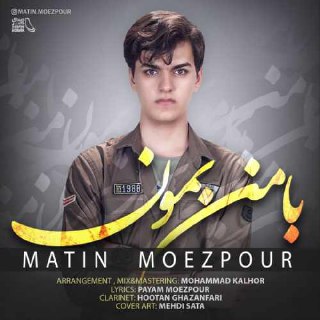 MATIN.MOEZPOUR
1988
با من بمون
MATIN MOEZPOUR
ARRANGEMENT , MIX&MASTERING: MOHAMMAD KALHOR
LYRICS: PAYAM MOEZPOUR
CLARINET: HOOTAN GHAZANFARI
COVER ART: MEHDI SATA